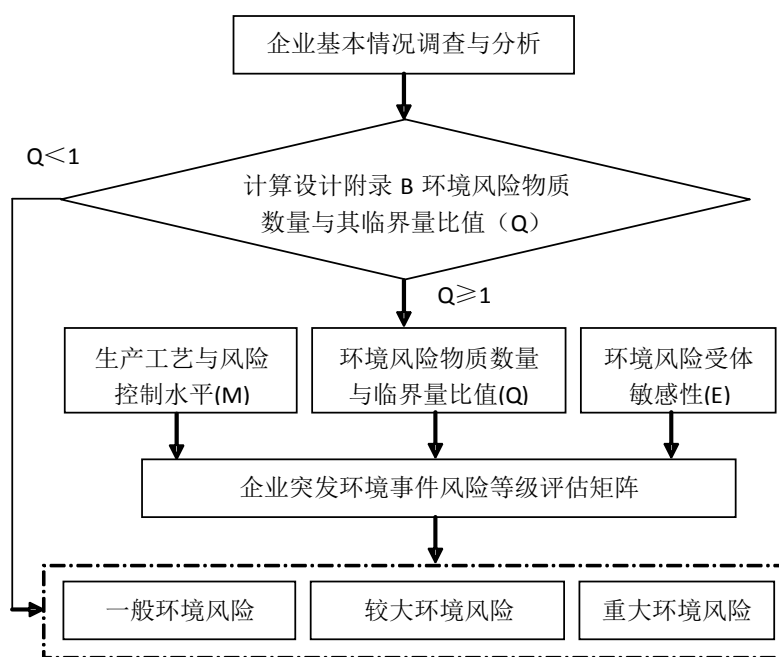 企业基本情况调查与分析
Q＜1
计算设计附录 B 环境风险物质
数量与其临界量比值（Q）
Q≥1
生产工艺与风险
控制水平(M)
环境风险物质数量
与临界量比值(Q)
环境风险受体
敏感性(E)
企业突发环境事件风险等级评估矩阵
一般环境风险
较大环境风险
重大环境风险